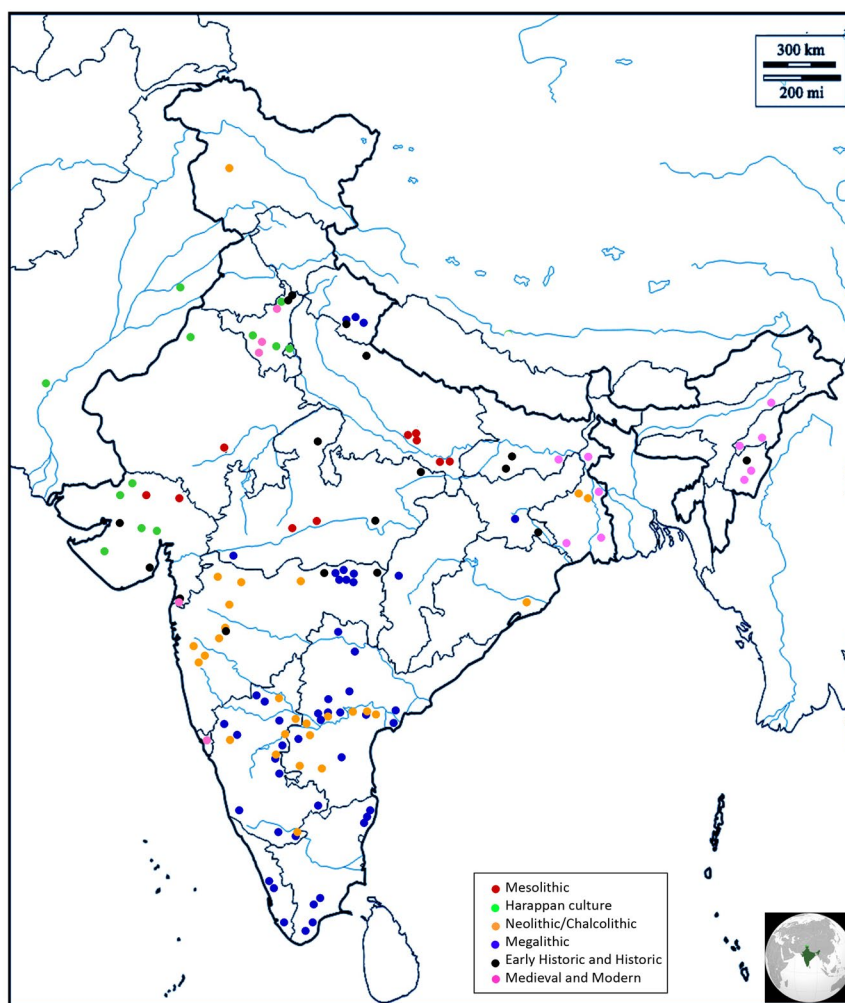 300 km
200 mi
Mesolithic
Harappan culture
Neolithic/Chalcolithic
Megalithic
Early Historic and Historic
Medieval and Modern